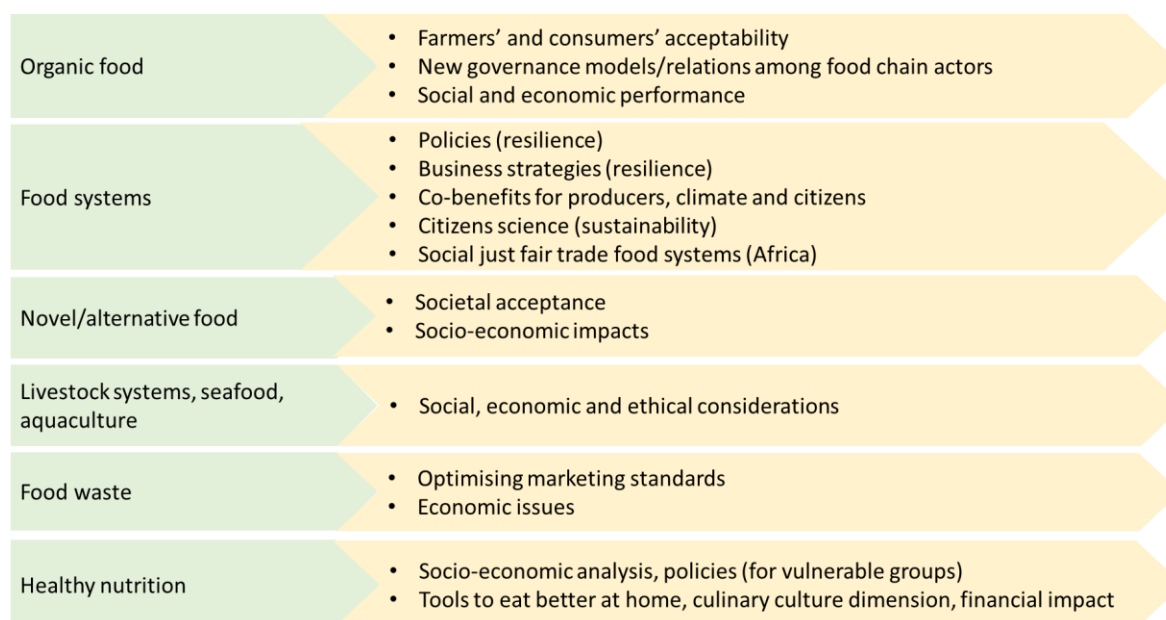 Organic food
• Farmers’ and consumers’ acceptability
• New governance models/relations among food chain actors
• Social and economic performance
Food systems
• Policies (resilience)
• Business strategies (resilience)
• Co-benefits for producers, climate and citizens
• Citizens science (sustainability)
• Social just fair trade food systems (Africa)
Novel/alternative food
• Societal acceptance
• Socio-economic impacts
Livestock systems, seafood,
aquaculture
• Social, economic and ethical considerations
Food waste
• Optimising marketing standards
• Economic issues
Healthy nutrition
• Socio-economic analysis, policies (for vulnerable groups)
• Tools to eat better at home, culinary culture dimension, financial impact